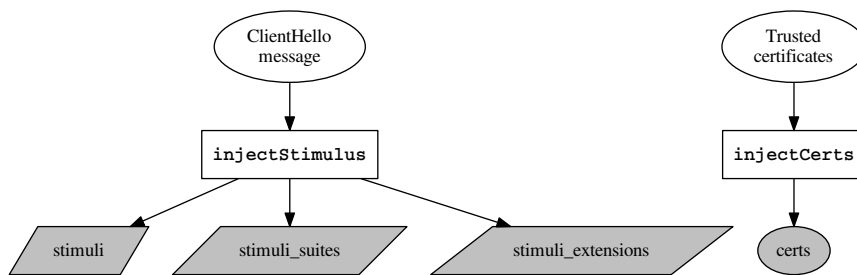 ClientHello
message
Trusted
certificates
injectStimulus
injectCerts
stimuli
stimuli_suites
stimuli_extensions
certs